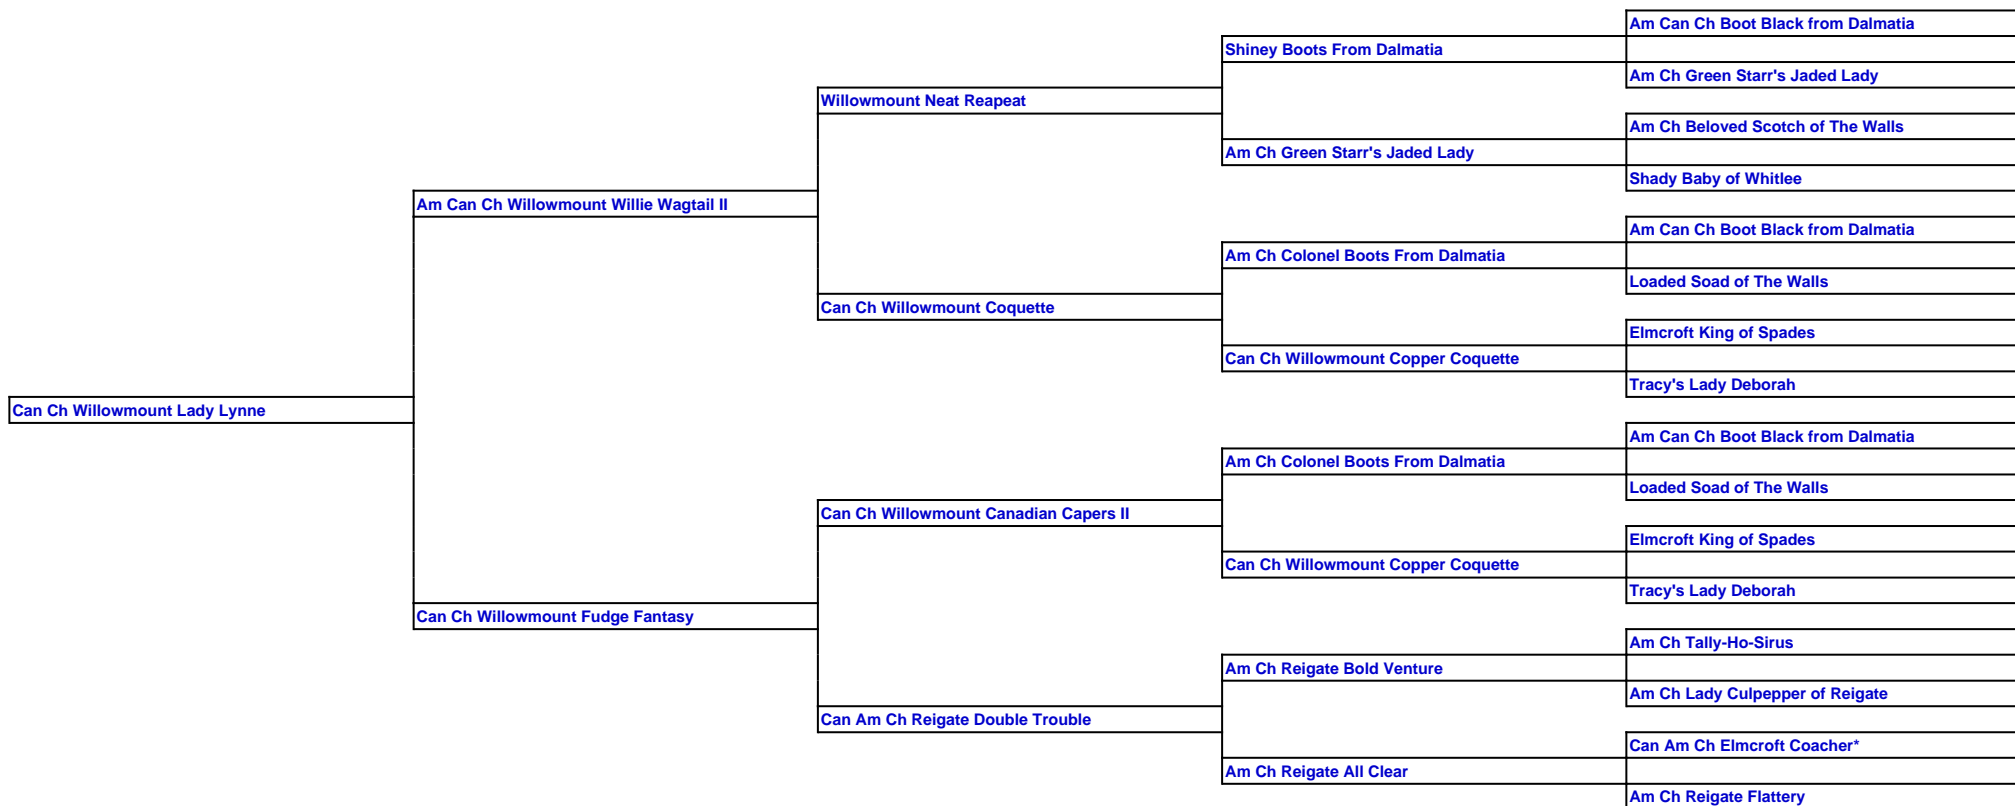 Am Can Ch Boot Black from Dalmatia
Shiney Boots From Dalmatia
Am Ch Green Starr's Jaded Lady
Willowmount Neat Reapeat
Am Ch Beloved Scotch of The Walls
Am Ch Green Starr's Jaded Lady
Shady Baby of Whitlee
Am Can Ch Willowmount Willie Wagtail II
Am Can Ch Boot Black from Dalmatia
Am Ch Colonel Boots From Dalmatia
Loaded Soad of The Walls
Can Ch Willowmount Coquette
Elmcroft King of Spades
Can Ch Willowmount Copper Coquette
Tracy's Lady Deborah
Can Ch Willowmount Lady Lynne
Am Can Ch Boot Black from Dalmatia
Am Ch Colonel Boots From Dalmatia
Loaded Soad of The Walls
Can Ch Willowmount Canadian Capers II
Elmcroft King of Spades
Can Ch Willowmount Copper Coquette
Tracy's Lady Deborah
Can Ch Willowmount Fudge Fantasy
Am Ch Tally-Ho-Sirus
Am Ch Reigate Bold Venture
Am Ch Lady Culpepper of Reigate
Can Am Ch Reigate Double Trouble
Can Am Ch Elmcroft Coacher*
Am Ch Reigate All Clear
Am Ch Reigate Flattery